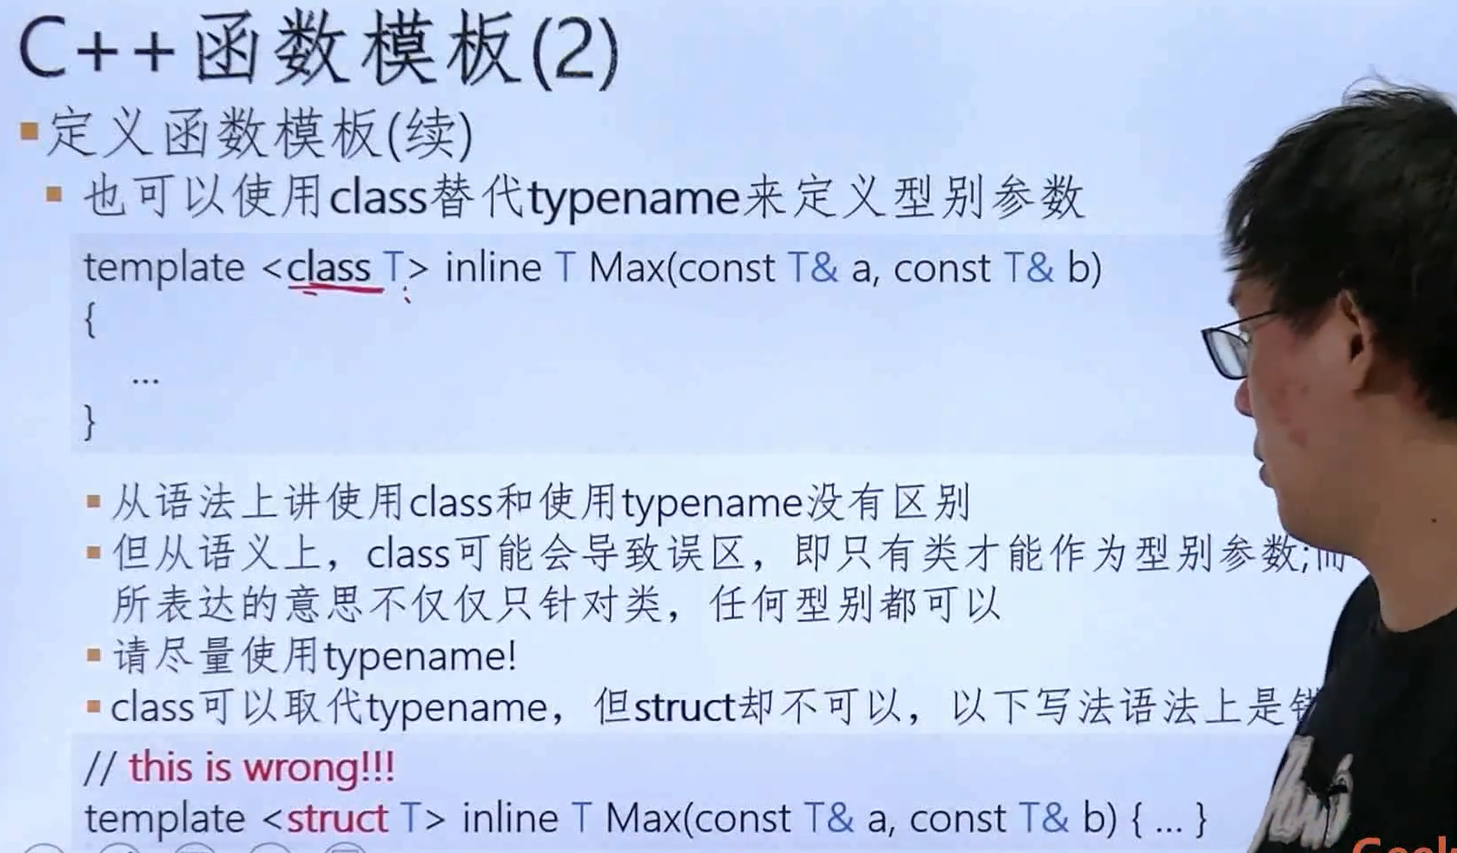 C++函数模板(2)
定义函数模板(续)
也可以使用class替代typename来定义型别参数
template <class T> inline T Max(const T& a, const T& b)
{
...
}
从语法上讲使用class和使用typename没有区别
但从语义上，class可能会导致误区，即只有类才能作为型别参数;而
所表达的意思不仅仅只针对类，任何型别都可以
请尽量使用typename!
class可以取代typename，但struct却不可以，以下写法语法上是错
// this is wrong!!!
template <struct T> inline T Max(const T& a, const T& b) { ... }